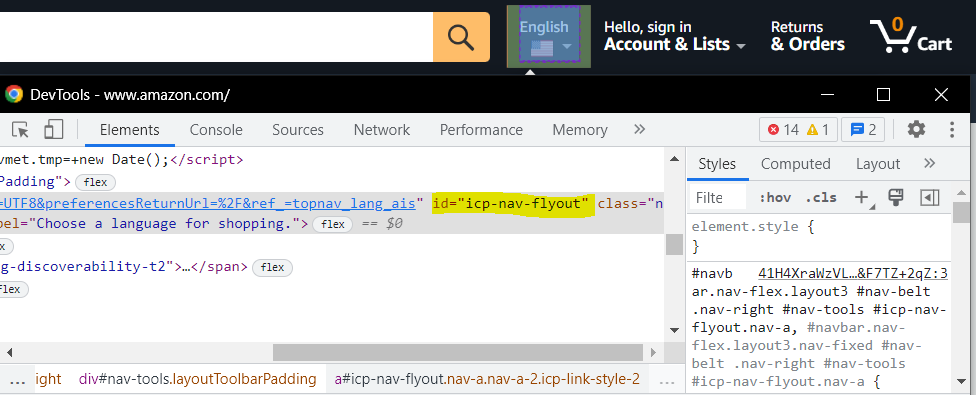 English
Hello, sign in
Account & Lists
Returns
& Orders
0
Cart
DevTools - www.amazon.com/
Elements Console Sources Network Performance Memory »
14 1 2
vmet.tmp=+new Date();</script>
Padding"> flex
=UTF8&preferencesReturnUrl=%2F&ref_=topnav_lang_ais" id="icp-nav-flyout" class="n
pel="Choose a language for shopping."> flex == $0
ex
g-discoverability-t2">…</span> flex
flex
... ight div#nav-tools.layoutToolbarPadding a#icp-nav-flyout.nav-a.nav-a-2.icp-link-style-2 ...
Styles Computed Layout »
Filte :hov .cls
element.style {
}
#navb 41H4XraWzVL…&F7TZ+2qZ:3
ar.nav-flex.layout3 #nav-belt
.nav-right #nav-tools #icp-nav-
flyout.nav-a, #navbar.nav-
flex.layout3.nav-fixed #nav-
belt .nav-right #nav-tools
#icp-nav-flyout.nav-a {